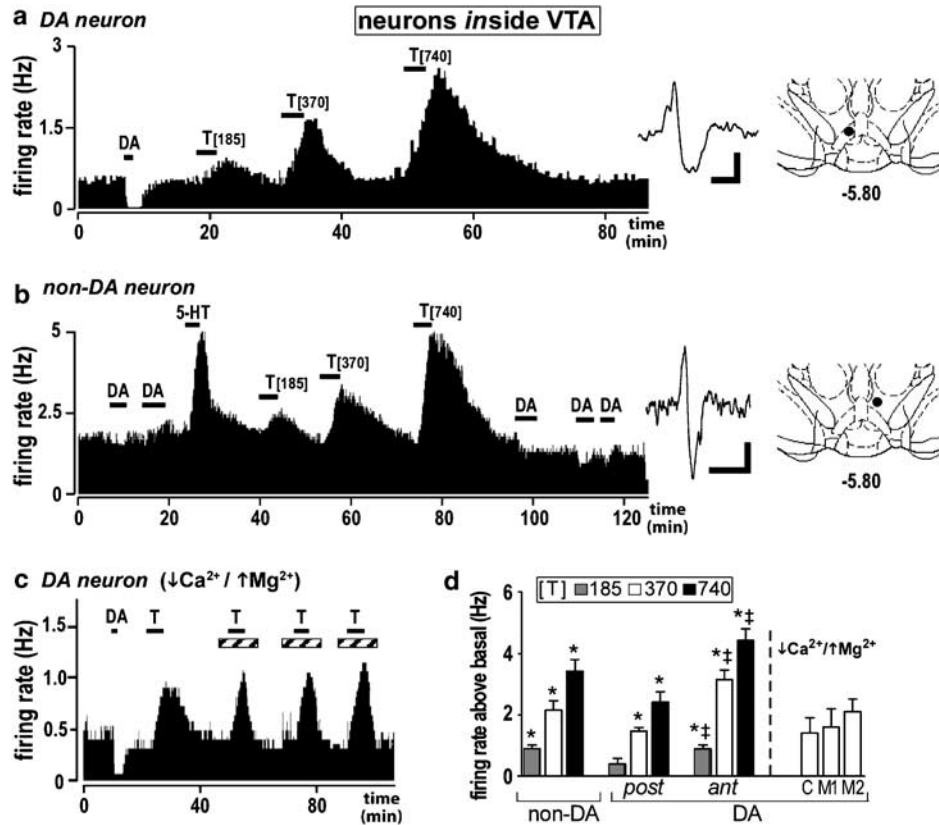 a DA neuron
neurons inside VTA
firing rate (Hz)
3
1.5
0
DA
T[185]
T[370]
T[740]
0 20 40 60 80
time (min)
-5.80
b non-DA neuron
firing rate (Hz)
5
2.5
0
DA DA
5-HT
T[185]
T[370]
T[740]
DA DA DA
0 20 40 60 80 100 120
time (min)
-5.80
c DA neuron (↓Ca²⁺ / ↑Mg²⁺)
firing rate (Hz)
1.5
1.0
0.5
0
DA T T T T
0 40 80
time (min)
d
[T] 185 370 740
firing rate above basal (Hz)
6
4
2
0
* * *
* *
*‡ *‡ *‡
↓Ca²⁺/↑Mg²⁺
post ant C M1 M2
non-DA DA